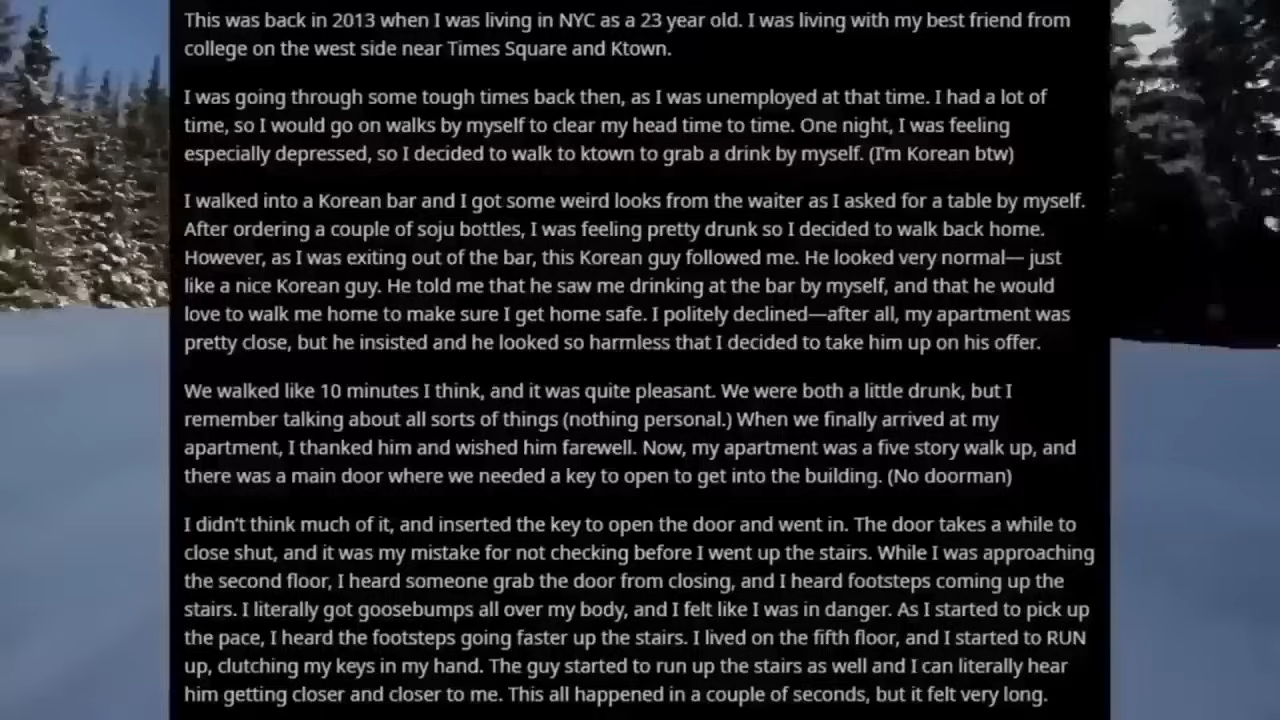 This was back in 2013 when I was living in NYC as a 23 year old. I was living with my best friend from
college on the west side near Times Square and Ktown.
I was going through some tough times back then, as I was unemployed at that time. I had a lot of
time, so I would go on walks by myself to clear my head time to time. One night, I was feeling
especially depressed, so I decided to walk to ktown to grab a drink by myself. (I'm Korean btw)
I walked into a Korean bar and I got some weird looks from the waiter as I asked for a table by myself.
After ordering a couple of soju bottles, I was feeling pretty drunk so I decided to walk back home.
However, as I was exiting out of the bar, this Korean guy followed me. He looked very normal— just
like a nice Korean guy. He told me that he saw me drinking at the bar by myself, and that he would
love to walk me home to make sure I get home safe. I politely declined—after all, my apartment was
pretty close, but he insisted and he looked so harmless that I decided to take him up on his offer.
We walked like 10 minutes I think, and it was quite pleasant. We were both a little drunk, but I
remember talking about all sorts of things (nothing personal.) When we finally arrived at my
apartment, I thanked him and wished him farewell. Now, my apartment was a five story walk up, and
there was a main door where we needed a key to open to get into the building. (No doorman)
I didn't think much of it, and inserted the key to open the door and went in. The door takes a while to
close shut, and it was my mistake for not checking before I went up the stairs. While I was approaching
the second floor, I heard someone grab the door from closing, and I heard footsteps coming up the
stairs. I literally got goosebumps all over my body, and I felt like I was in danger. As I started to pick up
the pace, I heard the footsteps going faster up the stairs. I lived on the fifth floor, and I started to RUN
up, clutching my keys in my hand. The guy started to run up the stairs as well and I can literally hear
him getting closer and closer to me. This all happened in a couple of seconds, but it felt very long.